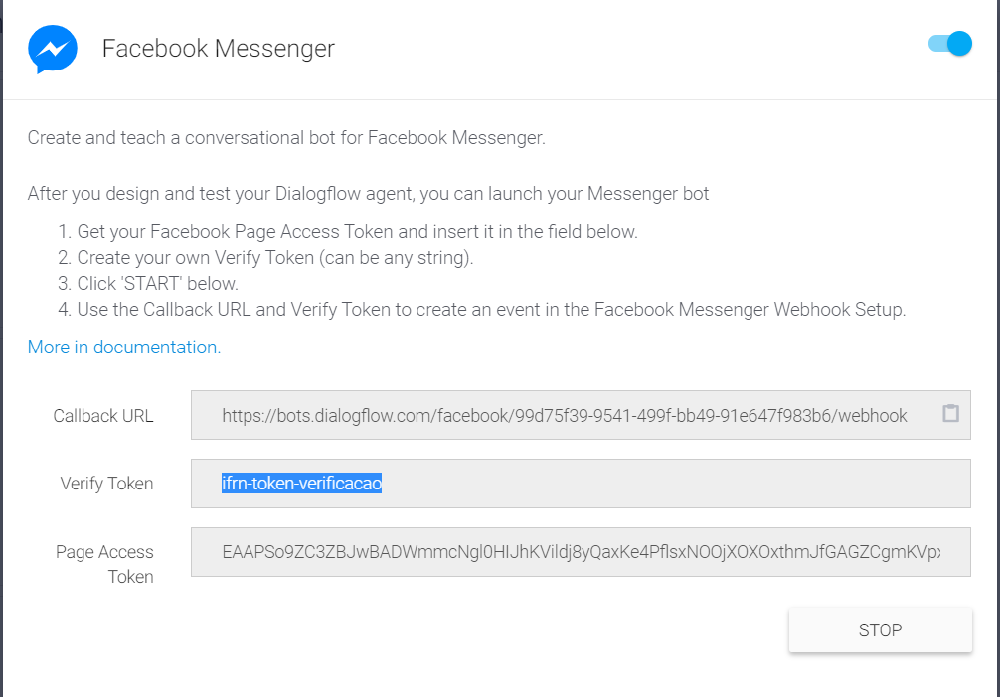 Facebook Messenger
Create and teach a conversational bot for Facebook Messenger.
After you design and test your Dialogflow agent, you can launch your Messenger bot
1. Get your Facebook Page Access Token and insert it in the field below.
2. Create your own Verify Token (can be any string).
3. Click 'START' below.
4. Use the Callback URL and Verify Token to create an event in the Facebook Messenger Webhook Setup.
More in documentation.
Callback URL
https://bots.dialogflow.com/facebook/99d75f39-9541-499f-bb49-91e647f983b6/webhook
Verify Token
ifrn-token-verificacao
Page Access
Token
STOP